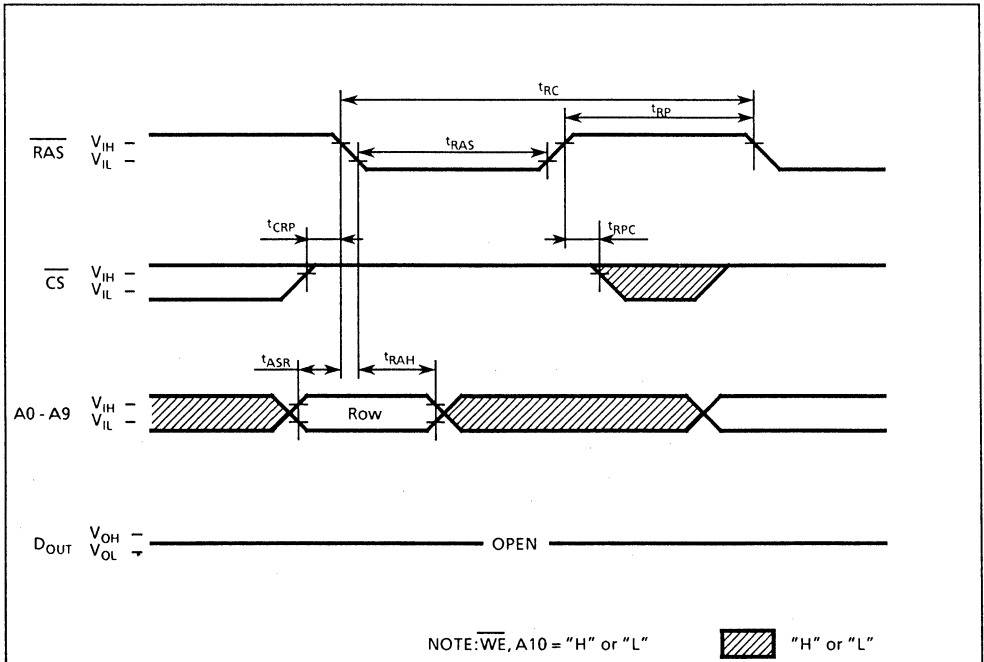 tRC
tRP
RAS VIH
VIL
tRAS
tCRP
tRPC
CS VIH
VIL
tASR
tRAH
A0 - A9 VIH
VIL
Row
DOUT VOH
VOL
OPEN
NOTE: WE, A10 = "H" or "L"
"H" or "L"